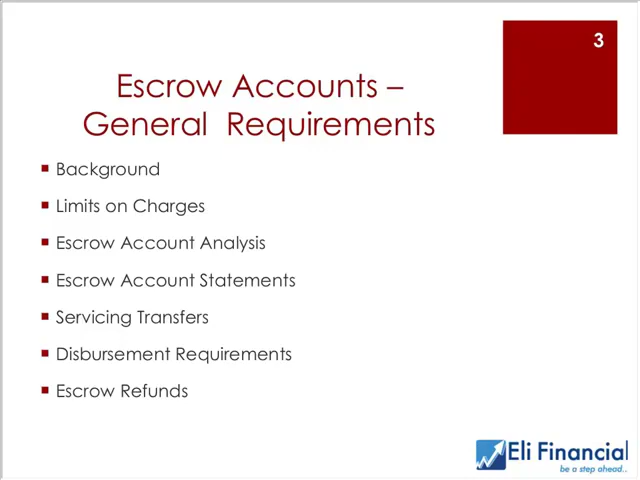 3
Escrow Accounts –
General Requirements
Background
Limits on Charges
Escrow Account Analysis
Escrow Account Statements
Servicing Transfers
Disbursement Requirements
Escrow Refunds
Eli Financial
be a step ahead..